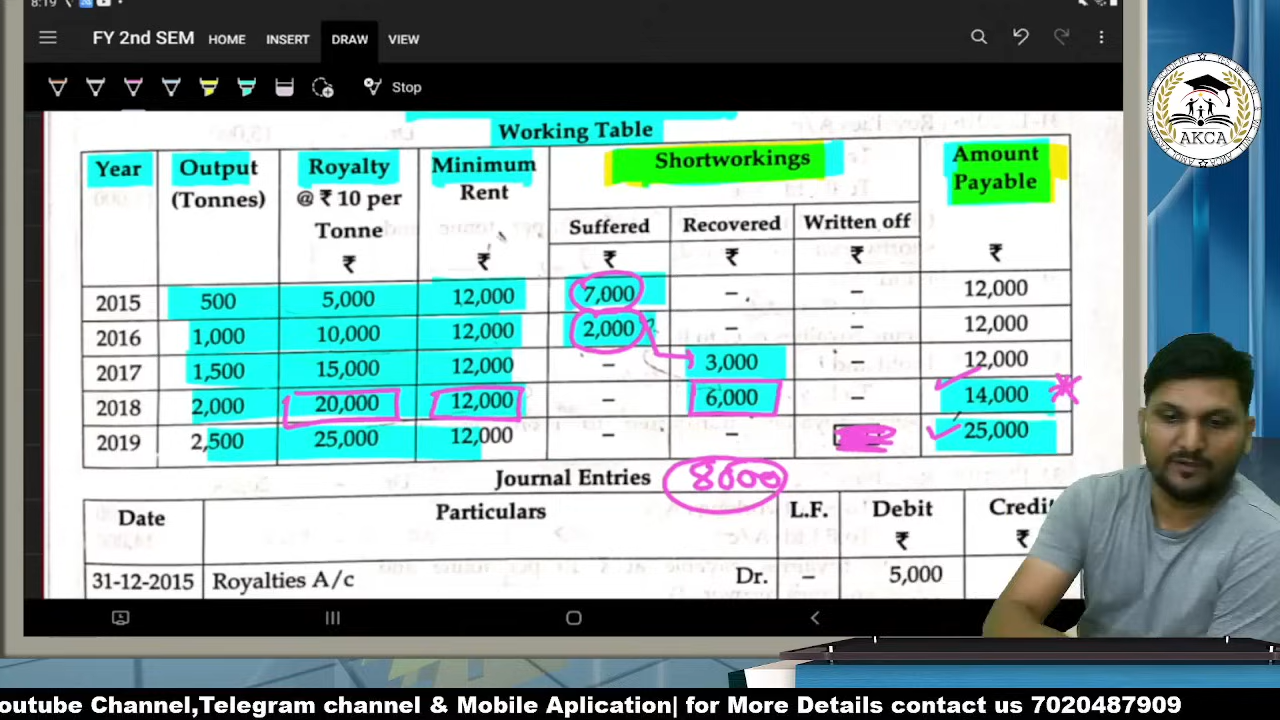 8:19
FY 2nd SEM HOME INSERT DRAW VIEW
Stop
AKCA
Working Table
Year Output (Tonnes) Royalty @ ₹ 10 per Tonne ₹ Minimum Rent ₹ Shortworkings Amount Payable ₹
Suffered ₹ Recovered ₹ Written off ₹
2015 500 5,000 12,000 7,000 – – 12,000
2016 1,000 10,000 12,000 2,000 – – 12,000
2017 1,500 15,000 12,000 – 3,000 – 12,000
2018 2,000 20,000 12,000 – 6,000 – 14,000
2019 2,500 25,000 12,000 – – 25,000
Journal Entries 8000
Date Particulars L.F. Debit ₹ Credit ₹
31-12-2015 Royalties A/c Dr. – 5,000
outube Channel,Telegram channel & Mobile Aplication| for More Details contact us 7020487909